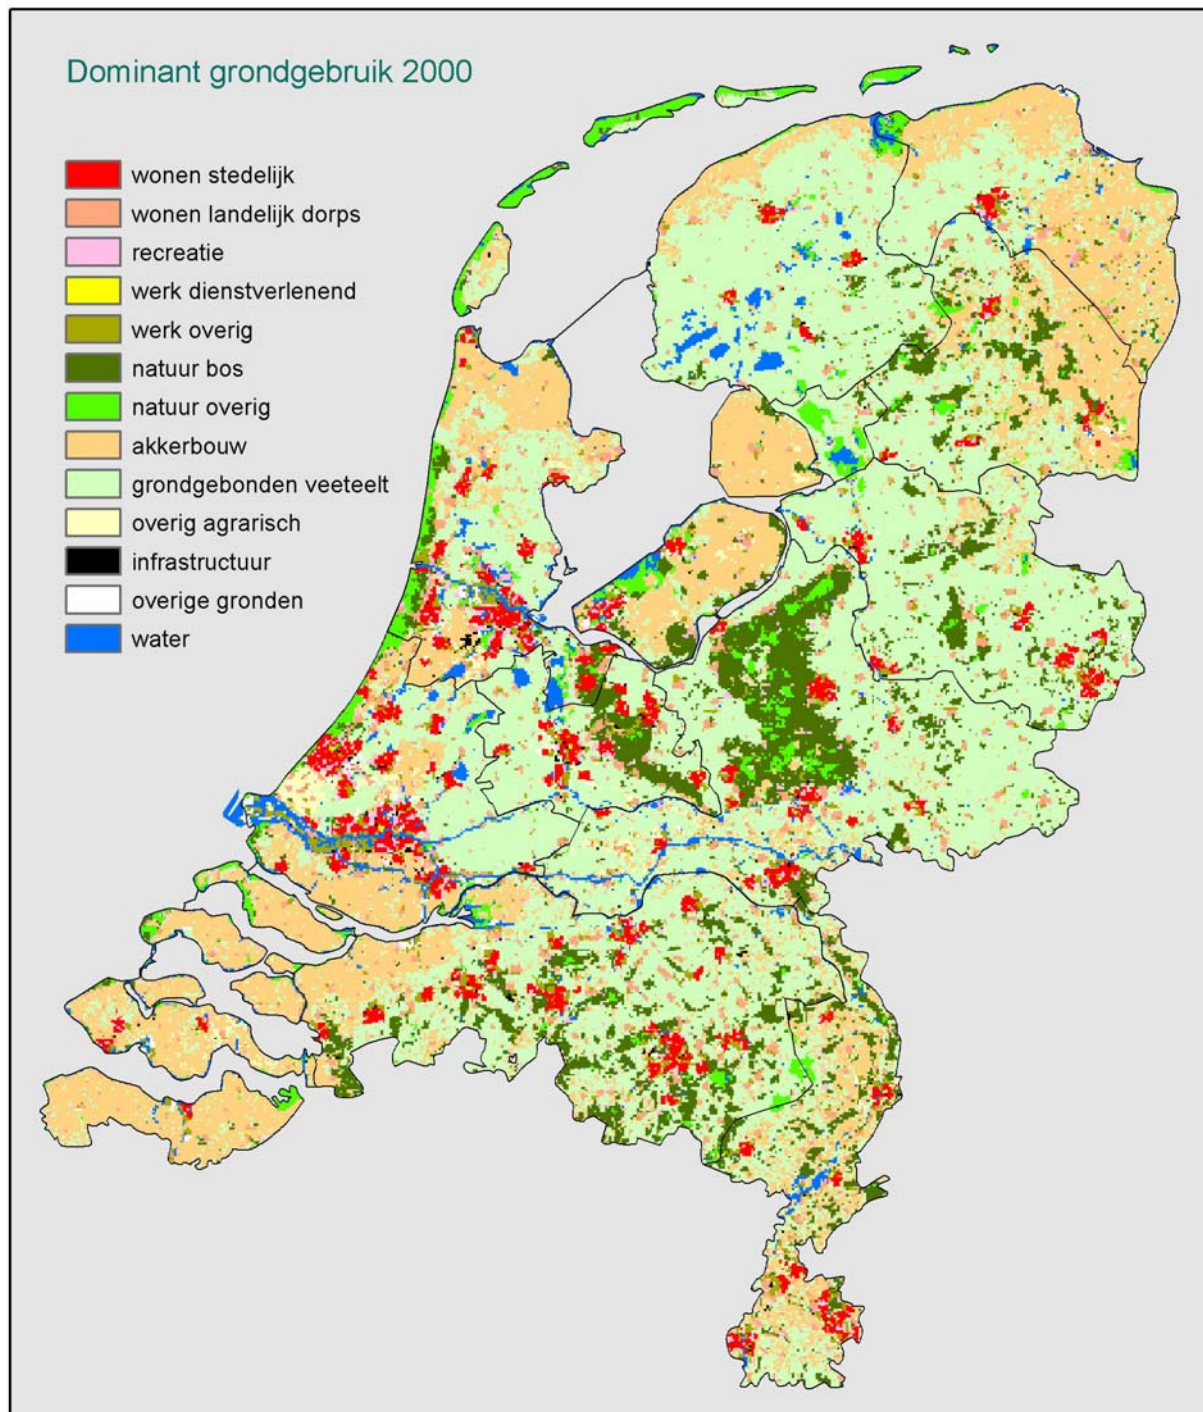 Dominant grondgebruik 2000
wonen stedelijk
wonen landelijk dorps
recreatie
werk dienstverlenend
werk overig
natuur bos
natuur overig
akkerbouw
grondgebonden veeteelt
overig agrarisch
infrastructuur
overige gronden
water